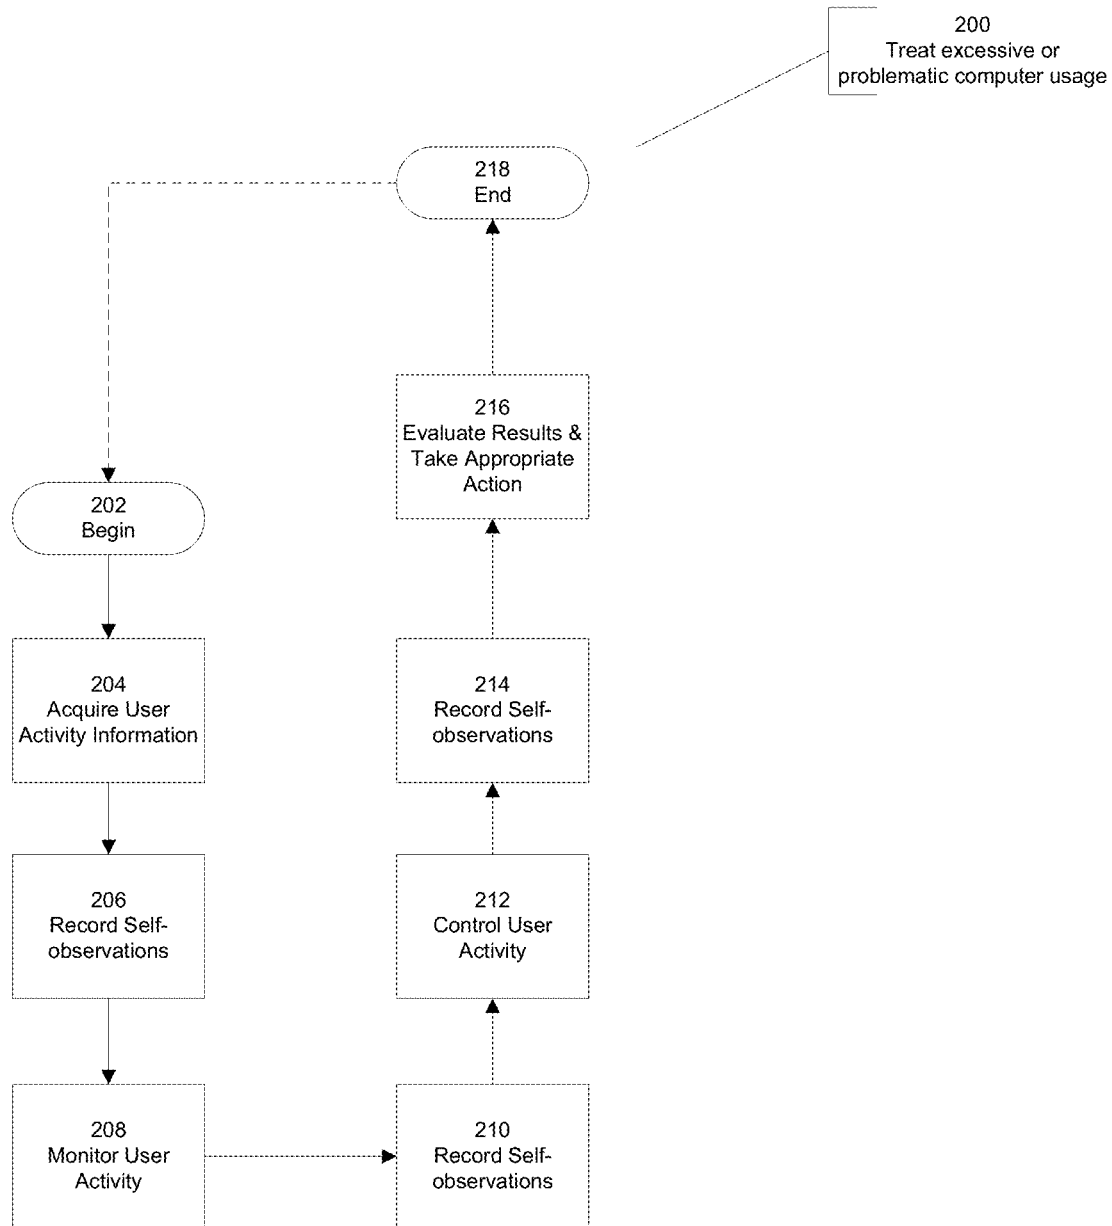 200
Treat excessive or
problematic computer usage
218
End
216
Evaluate Results &
Take Appropriate
Action
202
Begin
204
Acquire User
Activity Information
214
Record Self-
observations
206
Record Self-
observations
212
Control User
Activity
208
Monitor User
Activity
210
Record Self-
observations